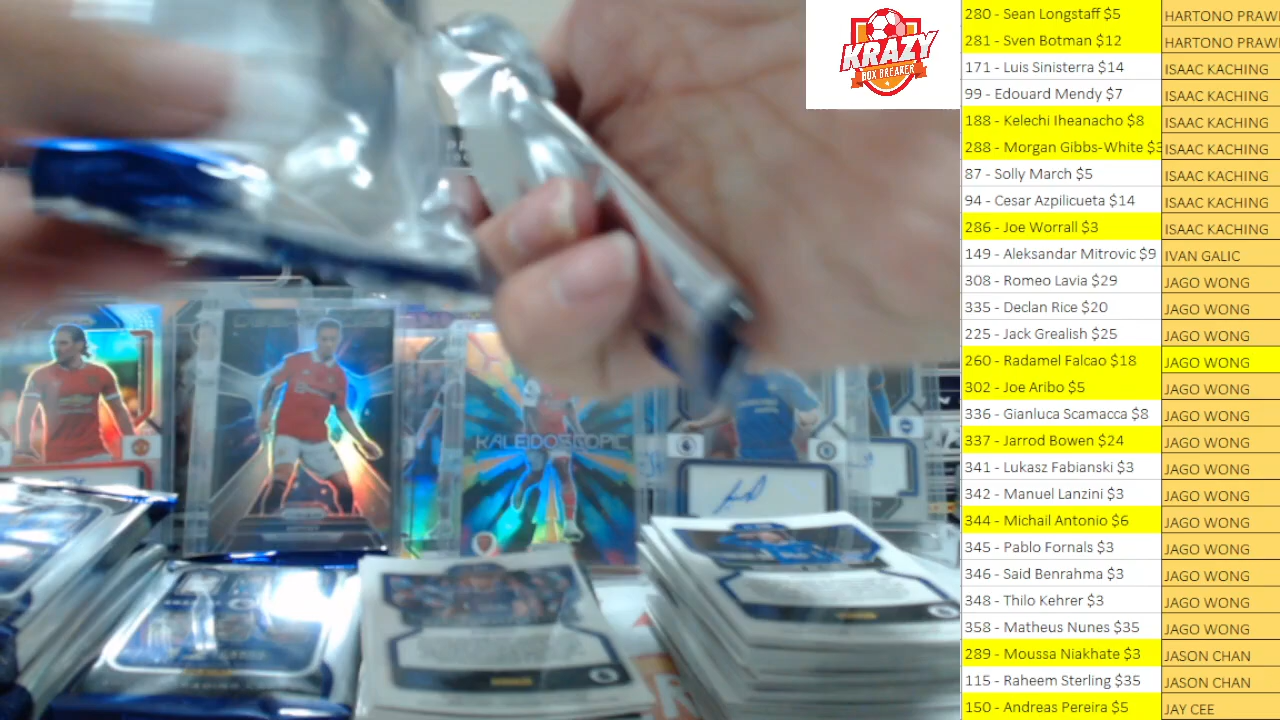 KRAZY
BOX BREAKER
KALEIDOSCOPIC
280 - Sean Longstaff $5 HARTONO PRAWI
281 - Sven Botman $12 HARTONO PRAWI
171 - Luis Sinisterra $14 ISAAC KACHING
99 - Edouard Mendy $7 ISAAC KACHING
188 - Kelechi Iheanacho $8 ISAAC KACHING
288 - Morgan Gibbs-White $3 ISAAC KACHING
87 - Solly March $5 ISAAC KACHING
94 - Cesar Azpilicueta $14 ISAAC KACHING
286 - Joe Worrall $3 ISAAC KACHING
149 - Aleksandar Mitrovic $9 IVAN GALIC
308 - Romeo Lavia $29 JAGO WONG
335 - Declan Rice $20 JAGO WONG
225 - Jack Grealish $25 JAGO WONG
260 - Radamel Falcao $18 JAGO WONG
302 - Joe Aribo $5 JAGO WONG
336 - Gianluca Scamacca $8 JAGO WONG
337 - Jarrod Bowen $24 JAGO WONG
341 - Lukasz Fabianski $3 JAGO WONG
342 - Manuel Lanzini $3 JAGO WONG
344 - Michail Antonio $6 JAGO WONG
345 - Pablo Fornals $3 JAGO WONG
346 - Said Benrahma $3 JAGO WONG
348 - Thilo Kehrer $3 JAGO WONG
358 - Matheus Nunes $35 JAGO WONG
289 - Moussa Niakhate $3 JASON CHAN
115 - Raheem Sterling $35 JASON CHAN
150 - Andreas Pereira $5 JAY CEE